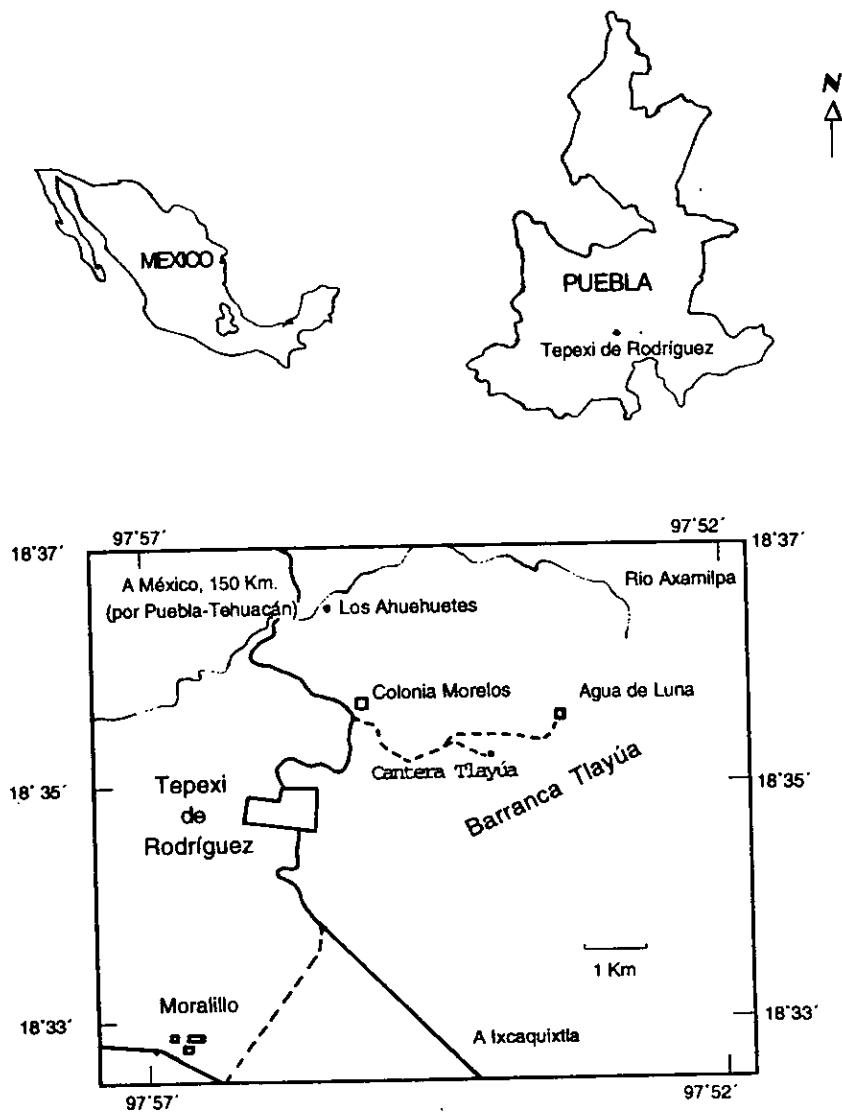 N
MEXICO
PUEBLA
Tepexi de Rodríguez
97°57´
97°52´
18°37´
18°37´
A México, 150 Km.
(por Puebla-Tehuacán)
Río Axamilpa
Los Ahuehuetes
Colonia Morelos
Agua de Luna
Cantera Tlayúa
Barranca Tlayúa
18°35´
18°35´
Tepexi
de
Rodríguez
1 Km
Moralillo
18°33´
18°33´
A Ixcaquixtla
97°57´
97°52´